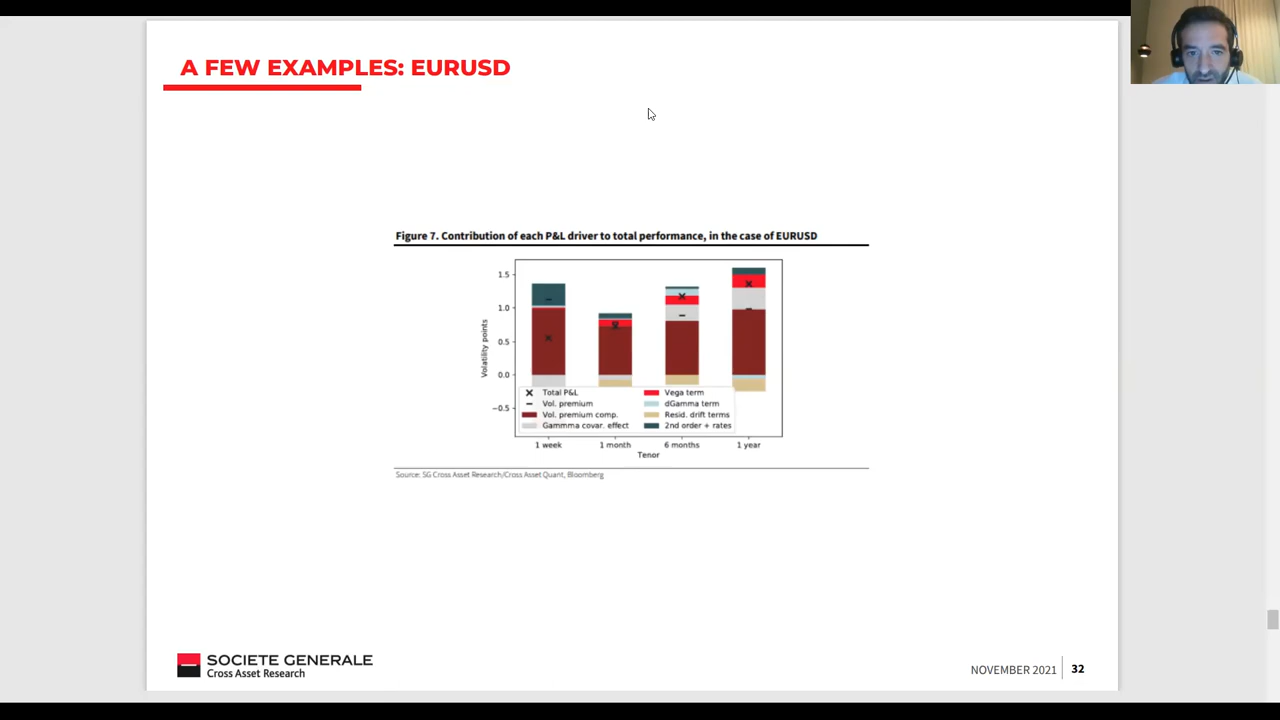 A FEW EXAMPLES: EURUSD
Figure 7. Contribution of each P&L driver to total performance, in the case of EURUSD
1.5
1.0
0.5
0.0
−0.5
Volatility points
Total P&L
Vol. premium
Vol. premium comp.
Gammma covar. effect
Vega term
dGamma term
Resid. drift terms
2nd order + rates
1 week 1 month 6 months 1 year
Tenor
Source: SG Cross Asset Research/Cross Asset Quant, Bloomberg
SOCIETE GENERALE
Cross Asset Research
NOVEMBER 2021 32